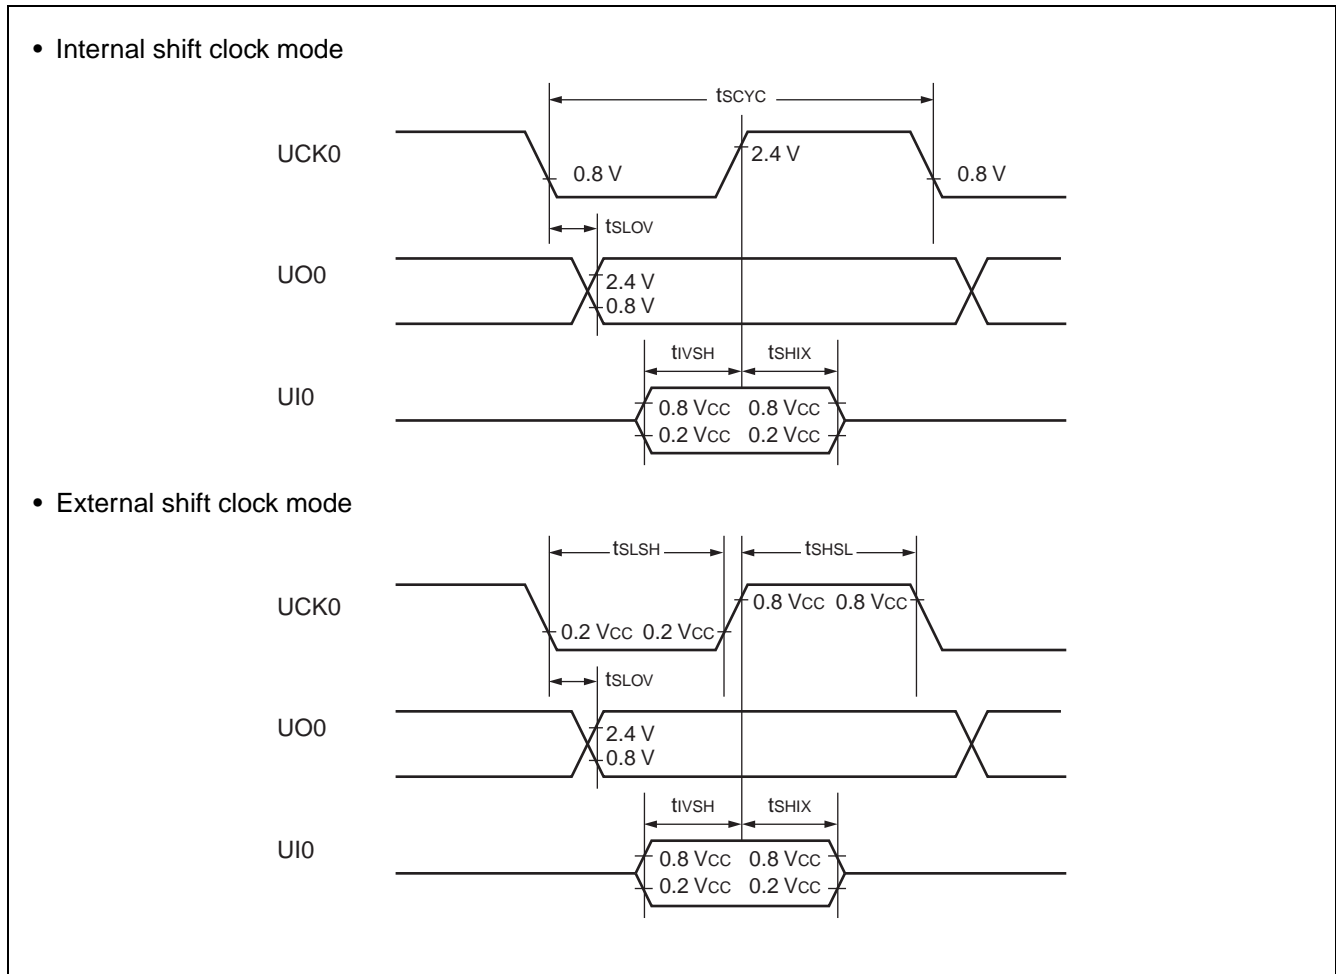 • Internal shift clock mode
tSCYC
UCK0
0.8 V
2.4 V
0.8 V
tSLOV
UO0
2.4 V
0.8 V
tIVSH tSHIX
UI0
0.8 VCC 0.8 VCC
0.2 VCC 0.2 VCC
• External shift clock mode
tSLSH tSHSL
UCK0
0.8 VCC 0.8 VCC
0.2 VCC 0.2 VCC
tSLOV
UO0
2.4 V
0.8 V
tIVSH tSHIX
UI0
0.8 VCC 0.8 VCC
0.2 VCC 0.2 VCC